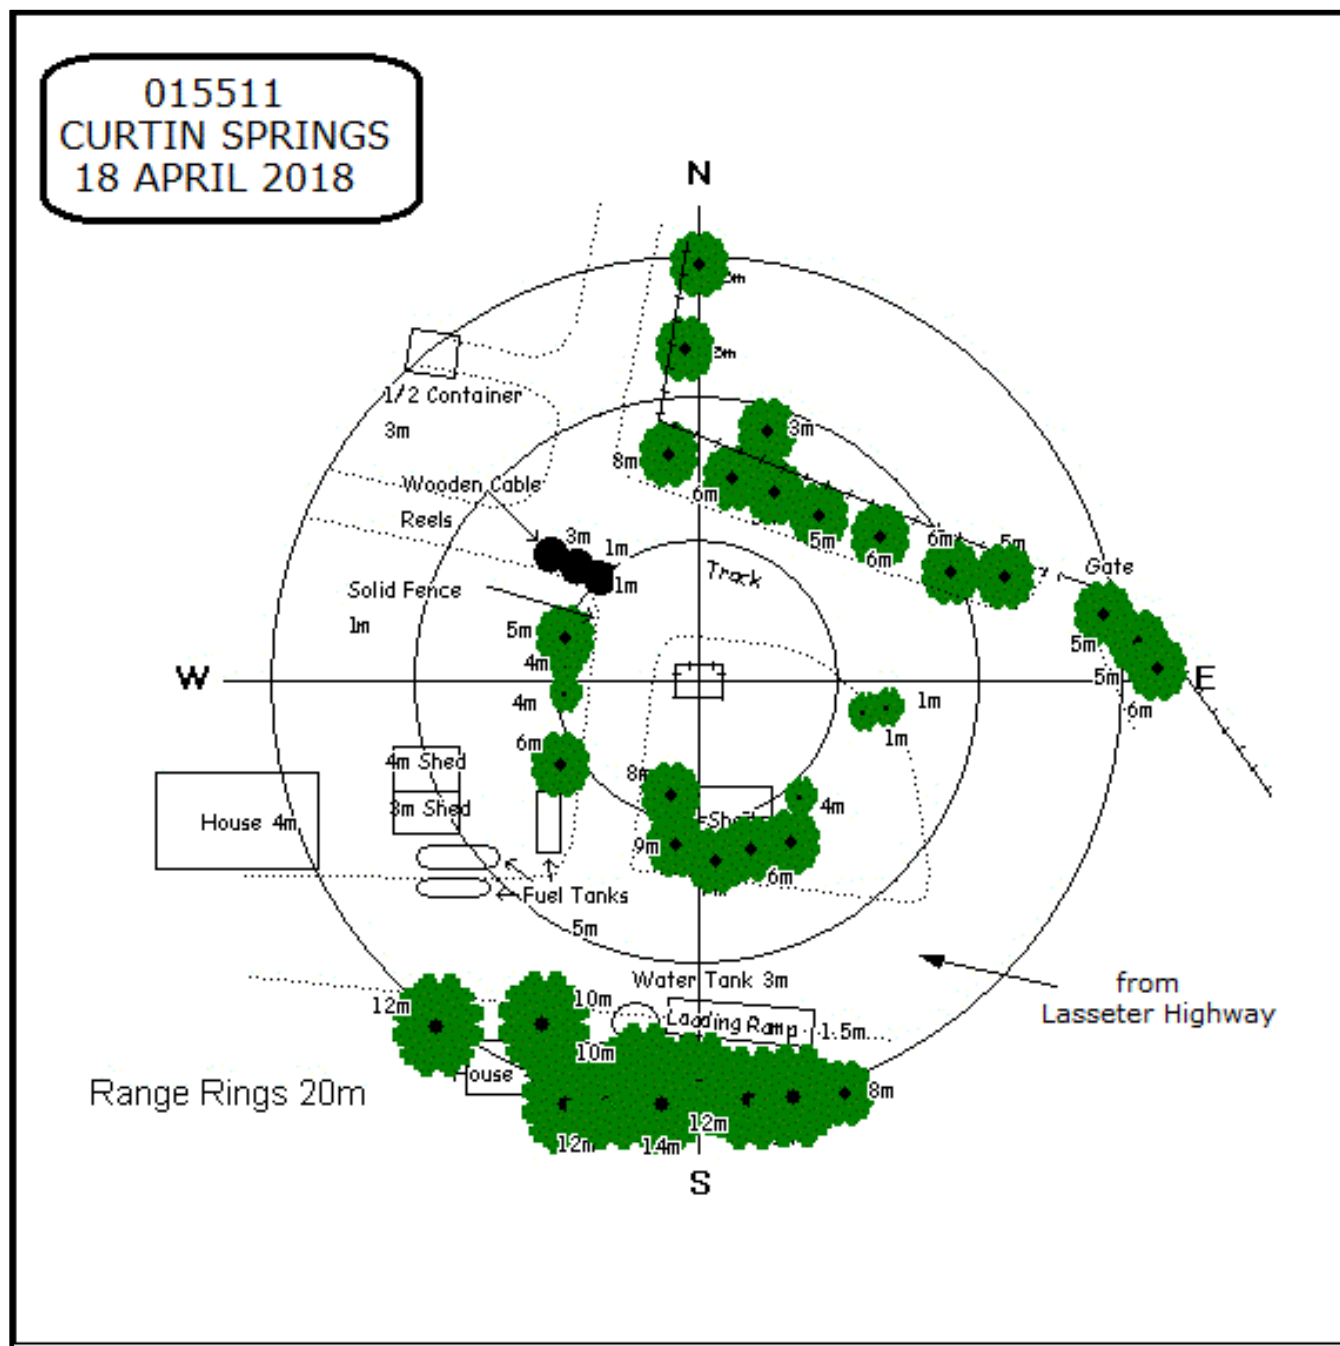 015511
CURTIN SPRINGS
18 APRIL 2018
N
3m
1/2 Container
3m
3m
8m
Wooden Cable
6m
Reels
3m
1m
5m
6m
6m
5m
1m
Track
Gate
Solid Fence
1m
5m
4m
5m
W
5m
E
4m
1m
6m
1m
6m
4m Shed
8m
3m Shed
4m
House 4m
9m
6m
Fuel Tanks
5m
Water Tank 3m
from
12m
10m
Loading Ramp
1.5m
Lasseter Highway
10m
Range Rings 20m
8m
12m
14m
12m
S